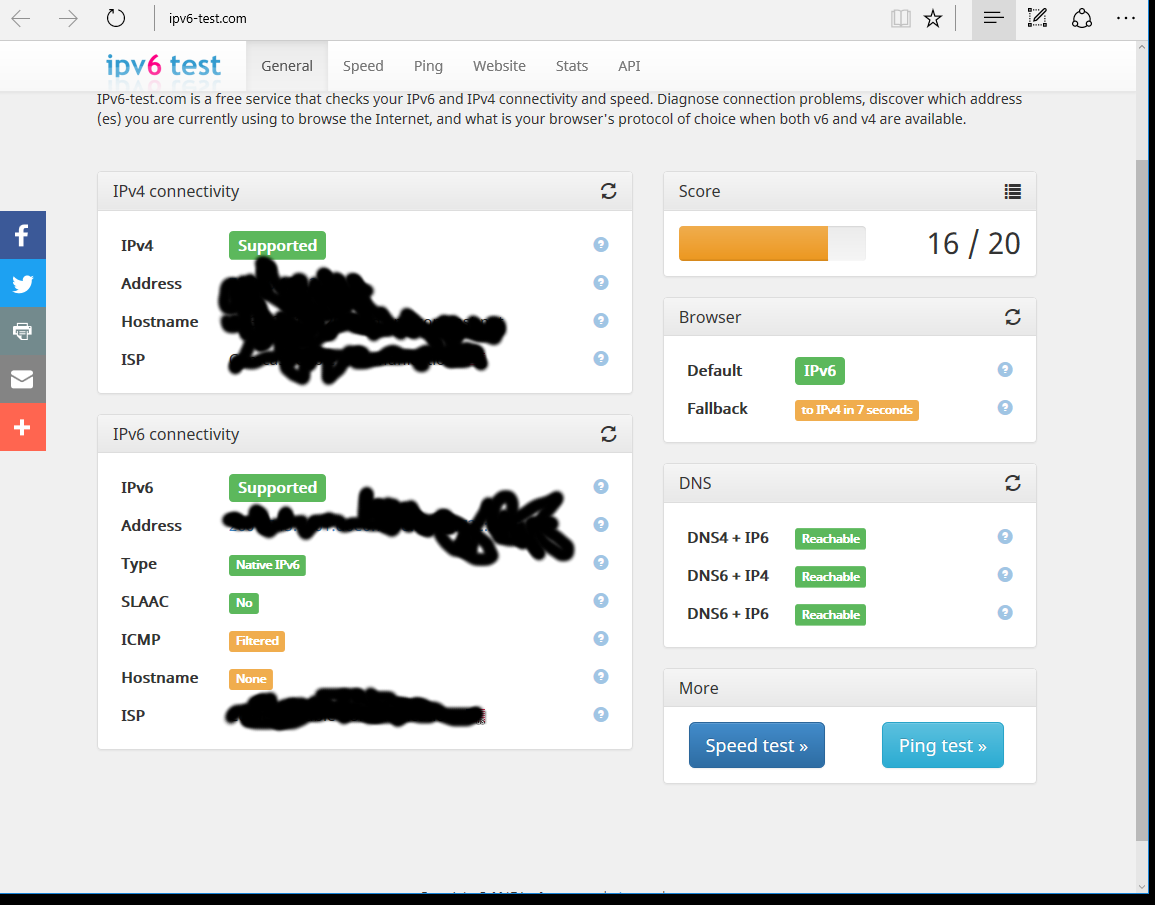 ipv6-test.com
ipv6 test
General
Speed
Ping
Website
Stats
API
IPv6-test.com is a free service that checks your IPv6 and IPv4 connectivity and speed. Diagnose connection problems, discover which address
(es) you are currently using to browse the Internet, and what is your browser's protocol of choice when both v6 and v4 are available.
IPv4 connectivity
IPv4 Supported
Address
Hostname
ISP
IPv6 connectivity
IPv6 Supported
Address
Type Native IPv6
SLAAC No
ICMP Filtered
Hostname None
ISP
Score
16 / 20
Browser
Default IPv6
Fallback to IPv4 in 7 seconds
DNS
DNS4 + IP6 Reachable
DNS6 + IP4 Reachable
DNS6 + IP6 Reachable
More
Speed test »
Ping test »